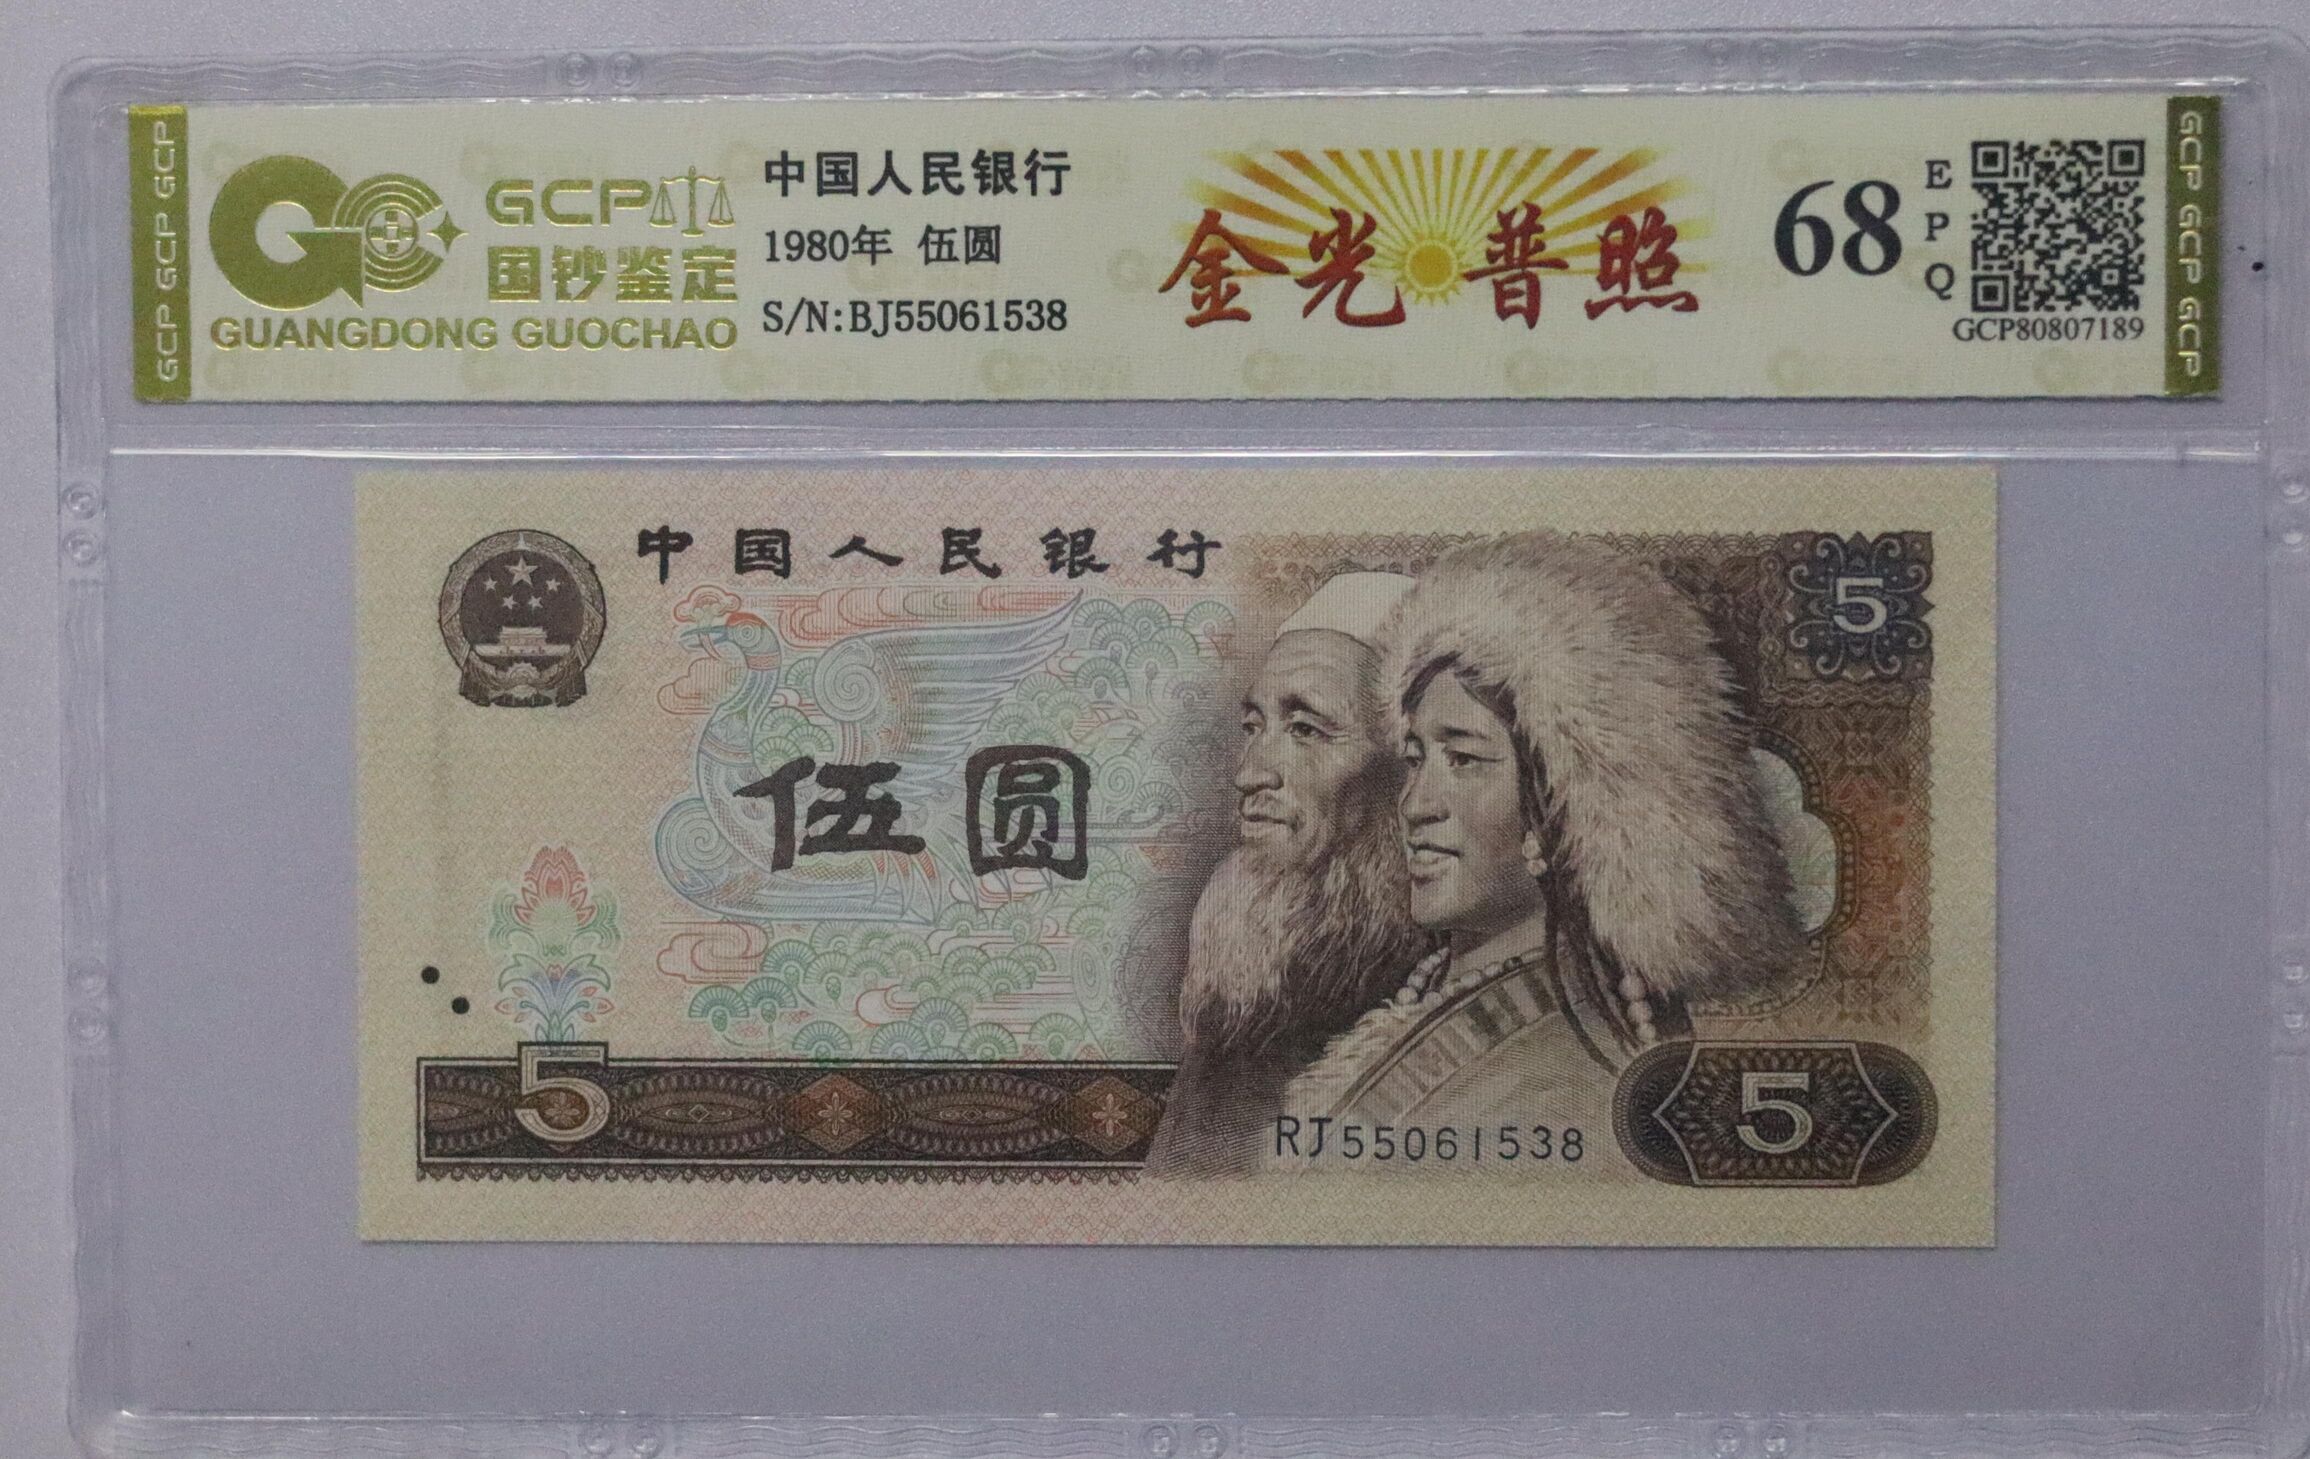 GCP GCP GCP
GCP
国钞鉴定
GUANGDONG GUOCHAO
中国人民银行
1980年 伍圆
S/N:BJ55061538
金光普照
68
EPQ
GCP80807189
GCP GCP GCP
中国人民银行
5
伍圆
5
RJ55061538
5